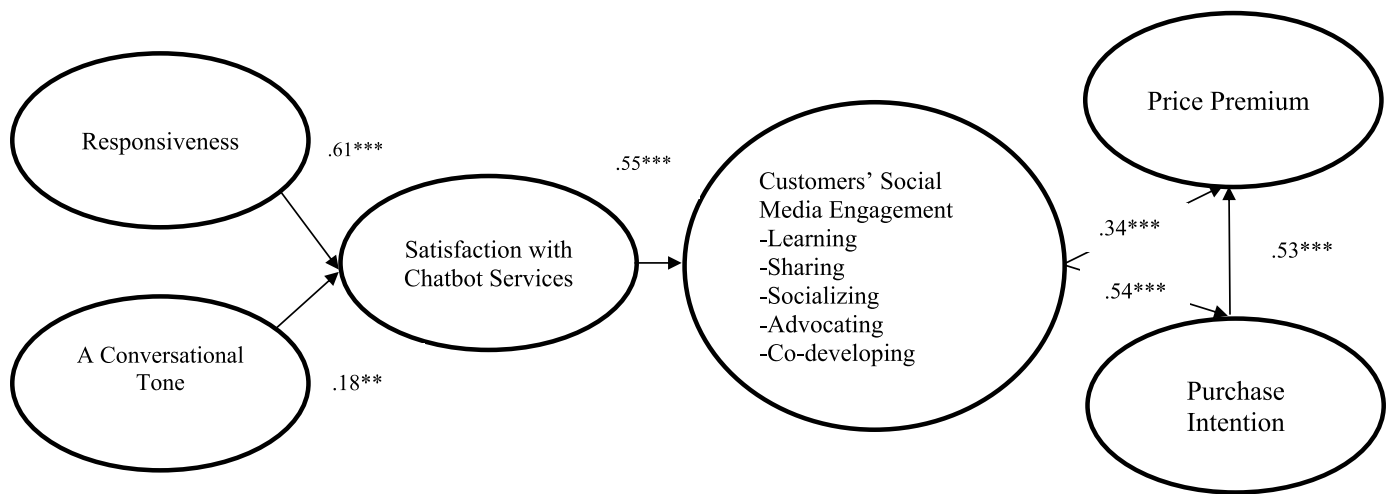 Responsiveness
.61***
A Conversational
Tone
.18**
Satisfaction with
Chatbot Services
.55***
Customers’ Social
Media Engagement
-Learning
-Sharing
-Socializing
-Advocating
-Co-developing
.34***
.54***
Price Premium
.53***
Purchase
Intention